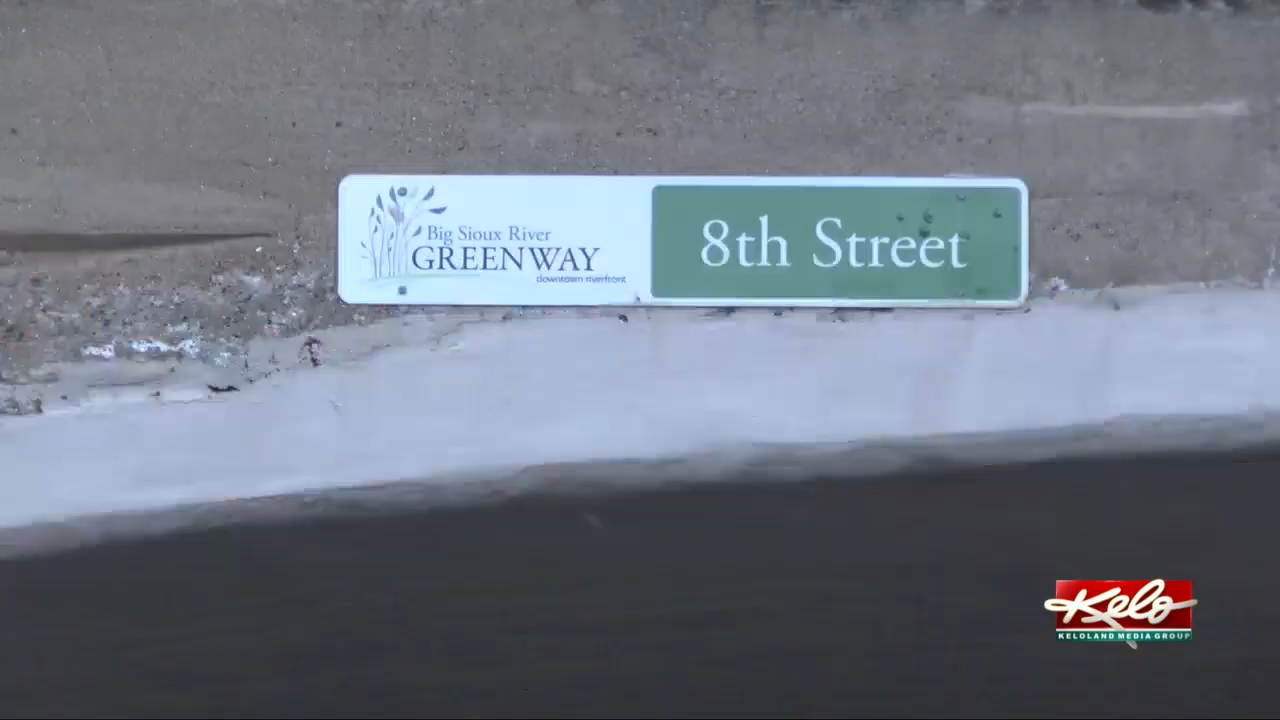 Big Sioux River
GREENWAY
downtown riverfront
8th Street
Kelo
KELOLAND MEDIA GROUP